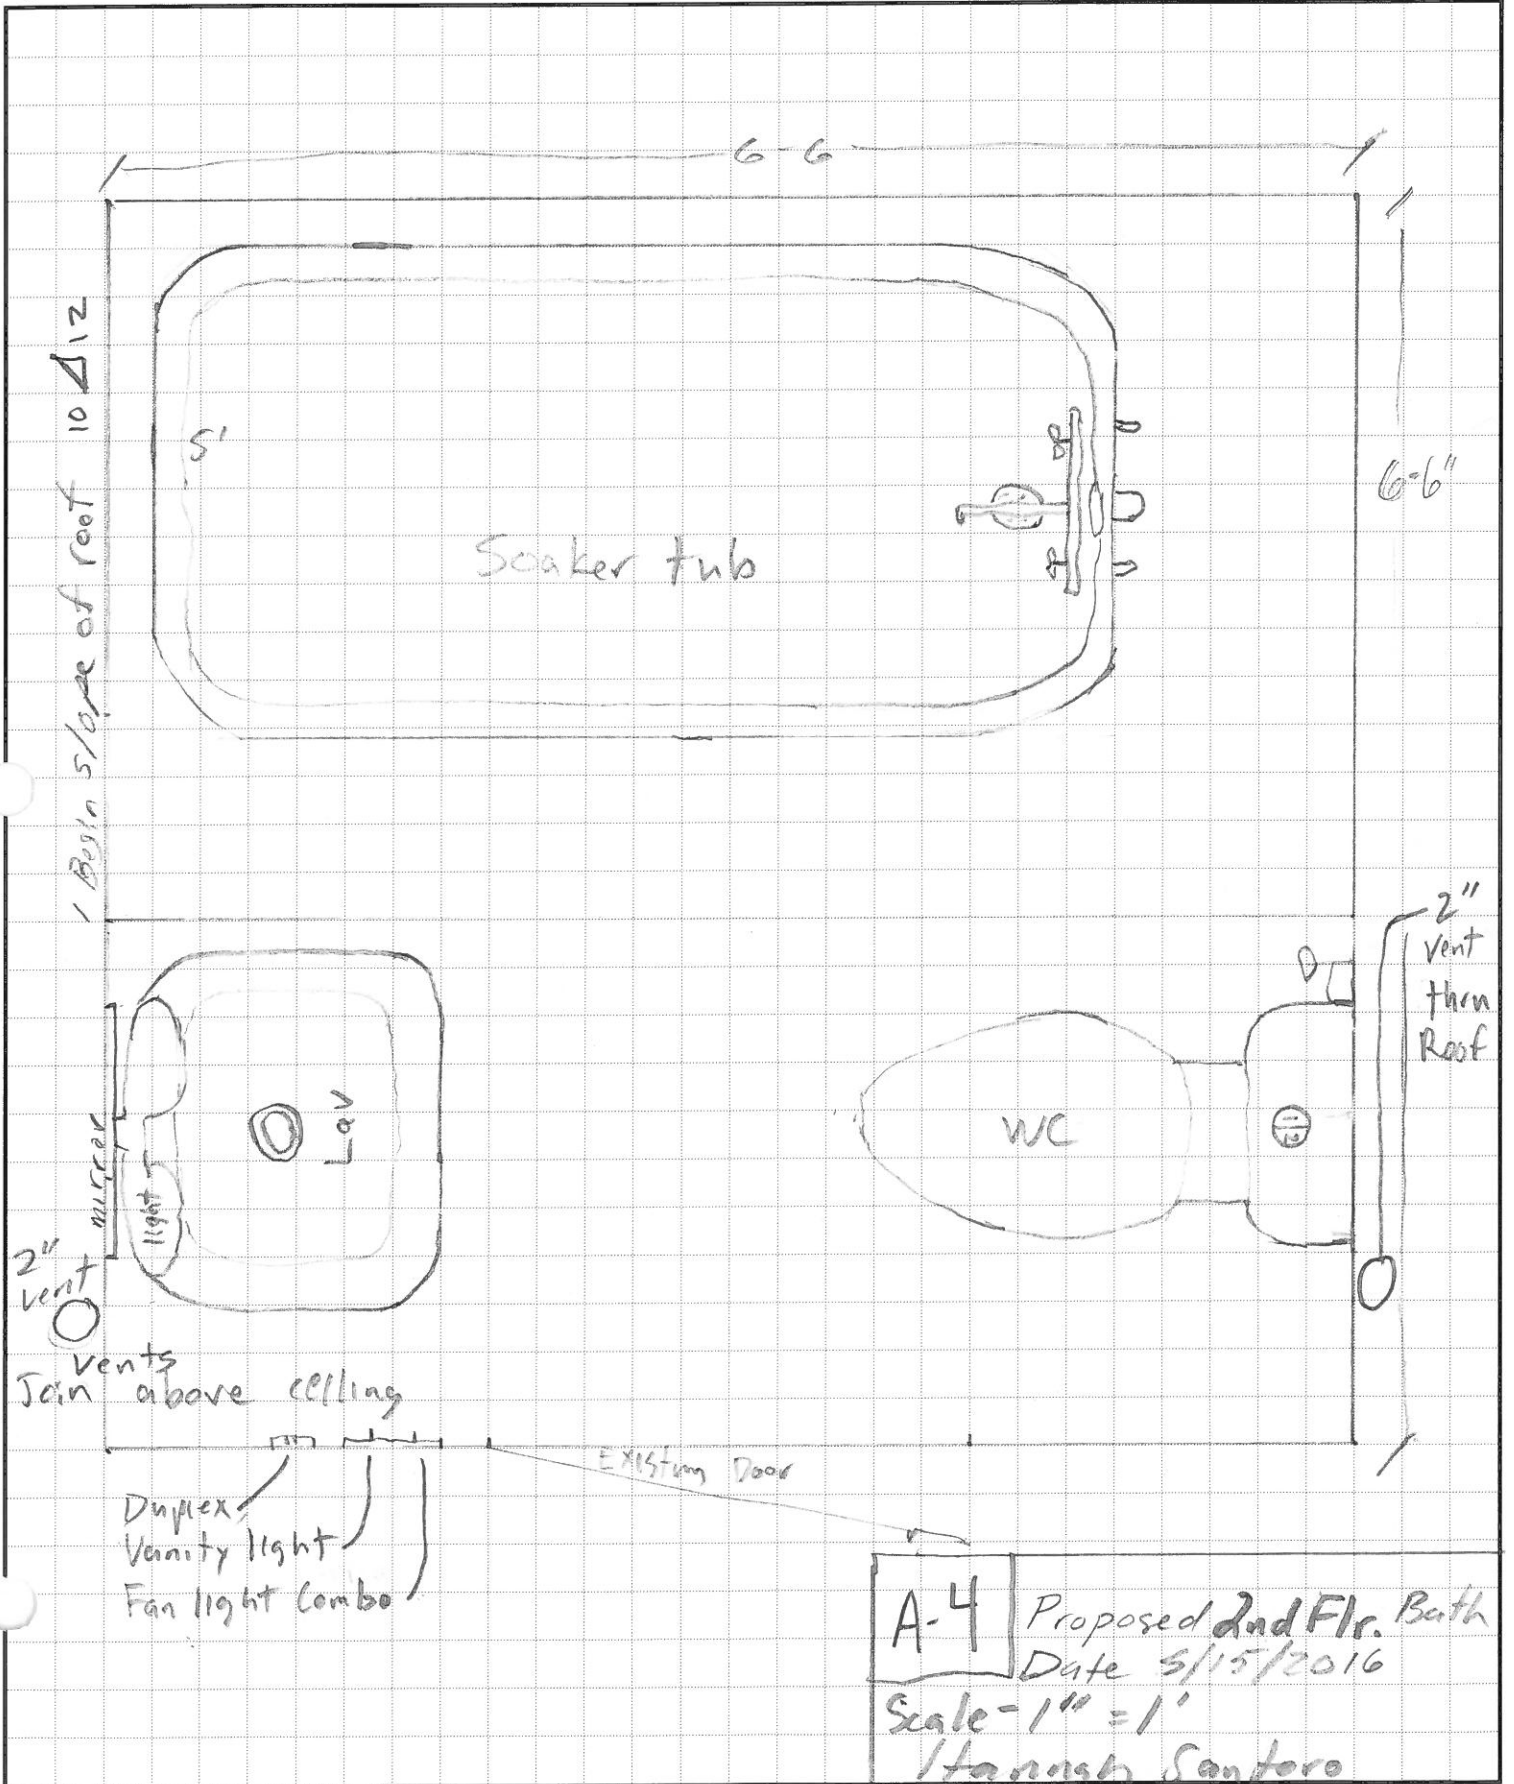 6-6
Begin slope of roof 10 12
5'
6-6"
Soaker tub
2"
Vent
thru
Roof
mirror
light
Lav
WC
2"
vent
vents
Join above ceiling
Existing Door
Duplex
Vanity light
Fan light Combo
A-4
Proposed 2nd Flr. Bath
Date 5/15/2016
Scale - 1" = 1'
Hannah Santoro